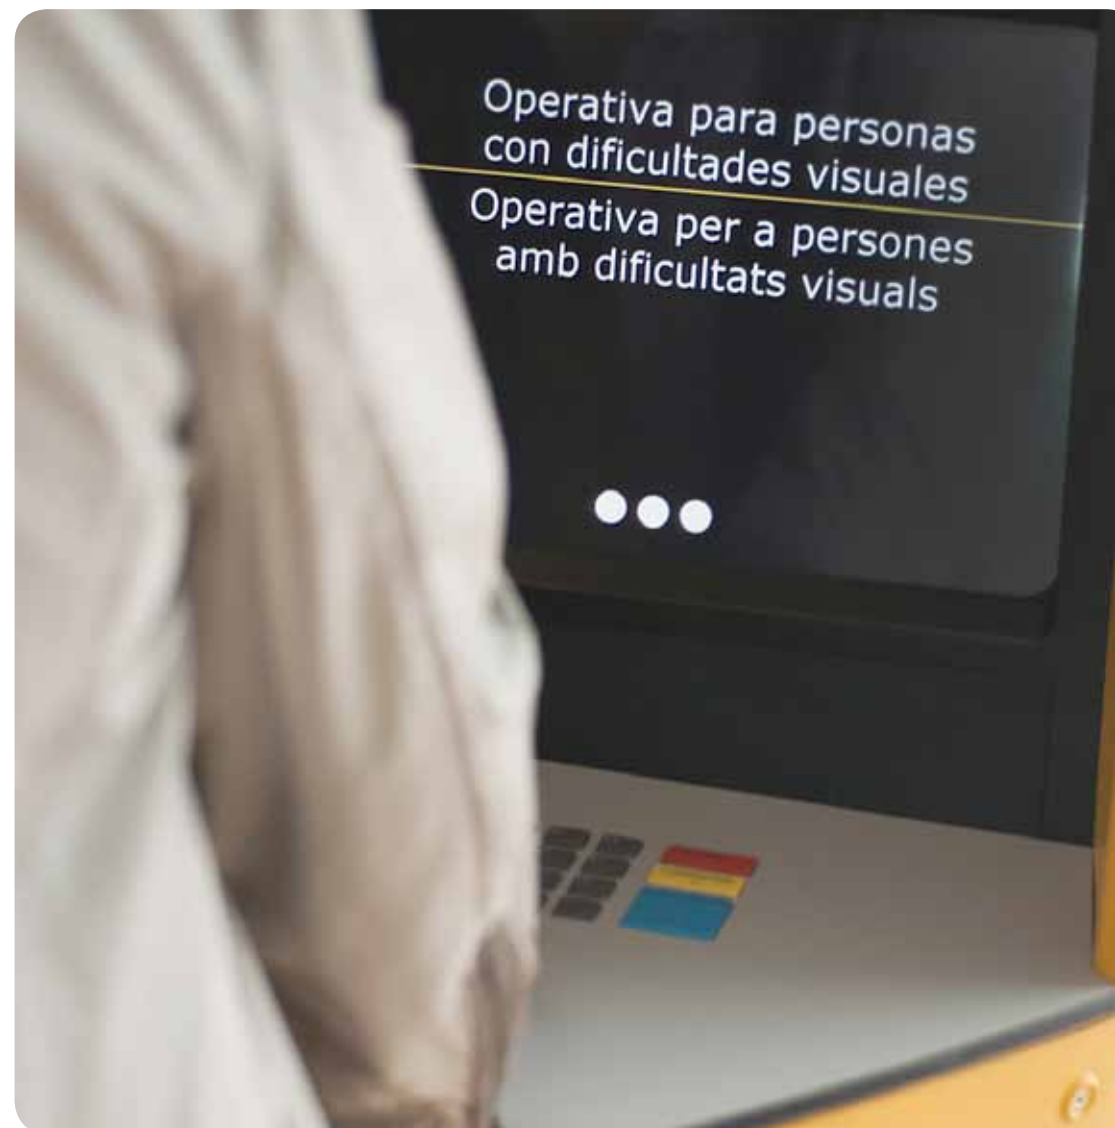 Operativa para personas
con dificultades visuales
Operativa per a persones
amb dificultats visuals